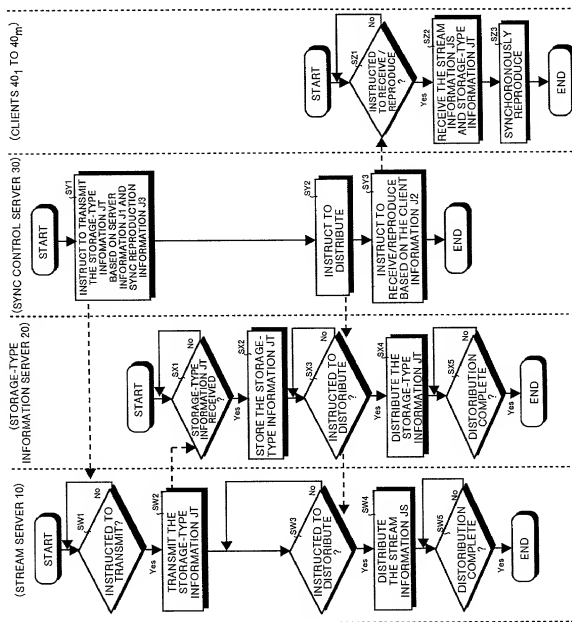 (STREAM SERVER 10)
START
SW1
INSTRUCTED TO
TRANSMIT?
No
Yes
SW2
TRANSMIT THE
STORAGE-TYPE
INFORMATION JT
SW3
INSTRUCTED TO
DISTORIBUTE
?
No
Yes
SW4
DISTRIBUTE
THE STREAM
INFORMATION JS
SW5
DISTORIBUTION
COMPLETE
?
No
Yes
END
(STORAGE-TYPE
INFORMATION SERVER 20)
START
SX1
STORAGE-TYPE
INFORMATION JT
RECEIVED
?
No
Yes
SX2
STORE THE STORAGE-
TYPE INFORMATION JT
SX3
INSTRUCTED TO
DISTORIBUTE
?
No
Yes
SX4
DISTRIBUTE THE
STORAGE-TYPE
INFORMATION JT
SX5
DISTORIBUTION
COMPLETE
?
No
Yes
END
(SYNC CONTROL SERVER 30)
START
SY1
INSTRUCT TO TRANSMIT
THE STORAGE-TYPE
INFOMATION JT
BASED ON SERVER
INFORMATION J1 AND
SYNC REPRODUCTION
INFORMATION J3
SY2
INSTRUCT TO
DISTRIBUTE
SY3
INSTRUCT TO
RECEIVE/REPRODUCE
BASED ON THE CLIENT
INFORMATION J2
END
(CLIENTS 401 TO 40m)
START
SZ1
INSTRUCTED
TO RECEIVE /
REPRODUCE
?
No
Yes
SZ2
RECEIVE THE STREAM
INFORMATION JS
AND STORAGE-TYPE
INFORMATION JT
SZ3
SYNCHORONOUSLY
REPRODUCE
END